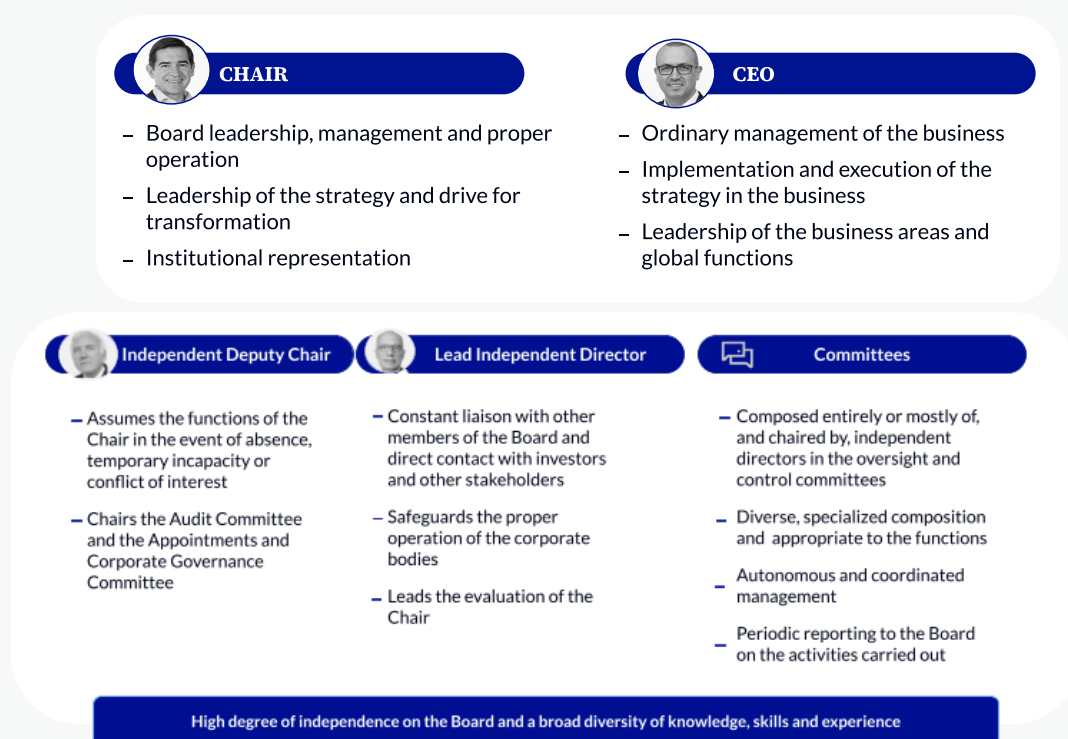 CHAIR
– Board leadership, management and proper
operation
– Leadership of the strategy and drive for
transformation
– Institutional representation
CEO
– Ordinary management of the business
– Implementation and execution of the
strategy in the business
– Leadership of the business areas and
global functions
Independent Deputy Chair
– Assumes the functions of the
Chair in the event of absence,
temporary incapacity or
conflict of interest
– Chairs the Audit Committee
and the Appointments and
Corporate Governance
Committee
Lead Independent Director
– Constant liaison with other
members of the Board and
direct contact with investors
and other stakeholders
– Safeguards the proper
operation of the corporate
bodies
– Leads the evaluation of the
Chair
Committees
– Composed entirely or mostly of,
and chaired by, independent
directors in the oversight and
control committees
– Diverse, specialized composition
and appropriate to the functions
– Autonomous and coordinated
management
– Periodic reporting to the Board
on the activities carried out
High degree of independence on the Board and a broad diversity of knowledge, skills and experience